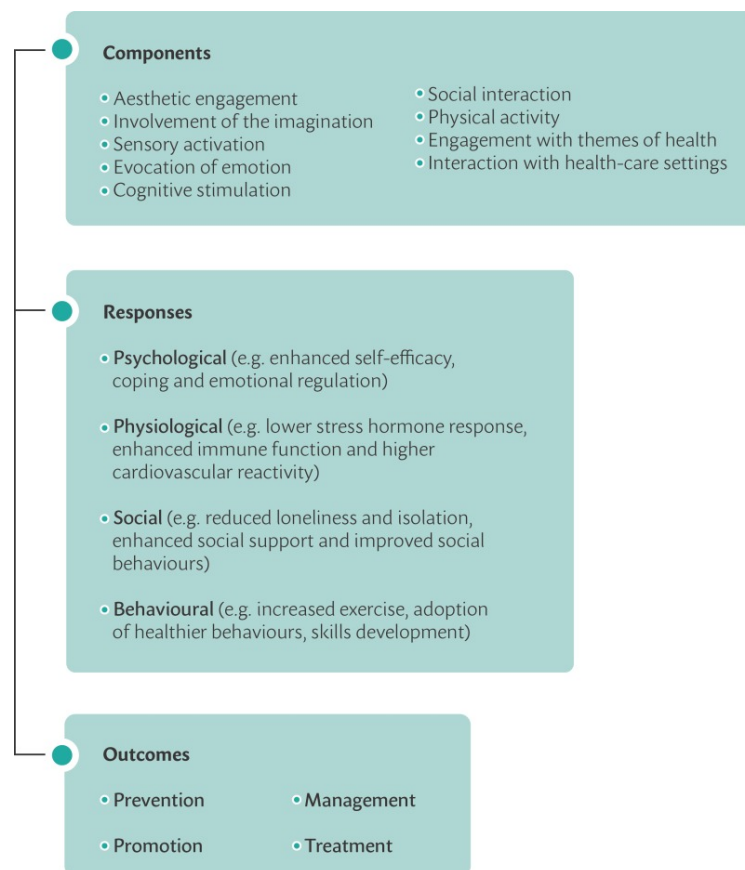 Components
Aesthetic engagement
Involvement of the imagination
Sensory activation
Evocation of emotion
Cognitive stimulation
Social interaction
Physical activity
Engagement with themes of health
Interaction with health-care settings
Responses
Psychological (e.g. enhanced self-efficacy,
coping and emotional regulation)
Physiological (e.g. lower stress hormone response,
enhanced immune function and higher
cardiovascular reactivity)
Social (e.g. reduced loneliness and isolation,
enhanced social support and improved social
behaviours)
Behavioural (e.g. increased exercise, adoption
of healthier behaviours, skills development)
Outcomes
Prevention
Promotion
Management
Treatment